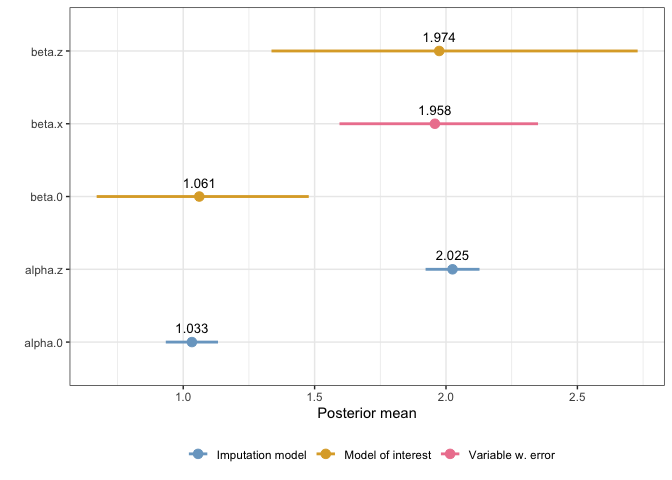 beta.z
1.974
beta.x
1.958
beta.0
1.061
alpha.z
2.025
alpha.0
1.033
1.0 1.5 2.0 2.5
Posterior mean
Imputation model Model of interest Variable w. error